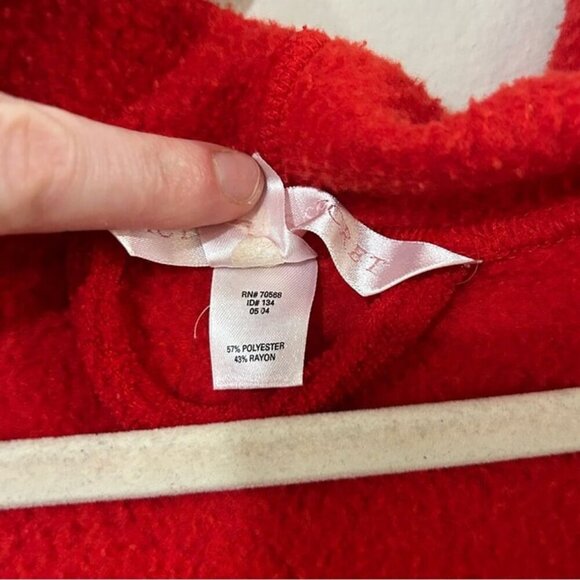 RN# 70568
ID# 134
05 04
57% POLYESTER
43% RAYON